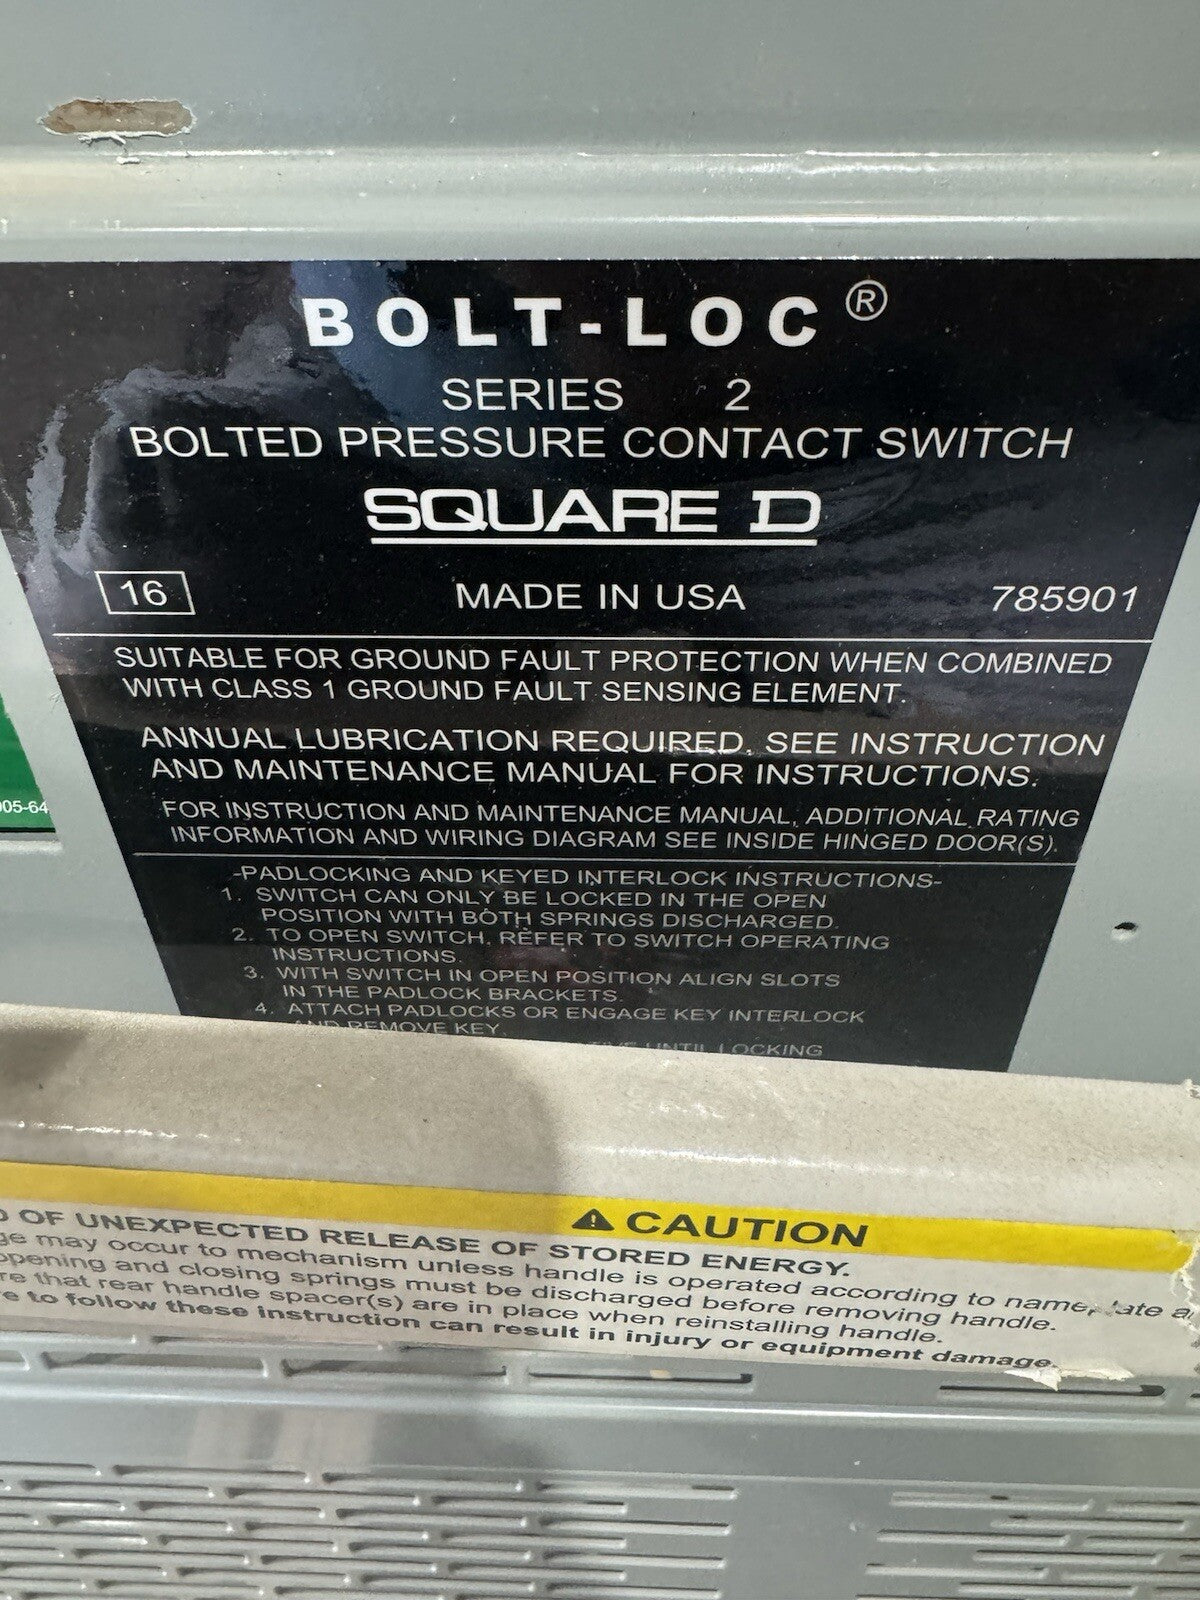 BOLT-LOC®
SERIES 2
BOLTED PRESSURE CONTACT SWITCH
SQUARE D
16 MADE IN USA 785901
SUITABLE FOR GROUND FAULT PROTECTION WHEN COMBINED
WITH CLASS 1 GROUND FAULT SENSING ELEMENT.
ANNUAL LUBRICATION REQUIRED. SEE INSTRUCTION
AND MAINTENANCE MANUAL FOR INSTRUCTIONS.
FOR INSTRUCTION AND MAINTENANCE MANUAL, ADDITIONAL RATING
INFORMATION AND WIRING DIAGRAM SEE INSIDE HINGED DOOR(S).
05-64
-PADLOCKING AND KEYED INTERLOCK INSTRUCTIONS-
1. SWITCH CAN ONLY BE LOCKED IN THE OPEN
POSITION WITH BOTH SPRINGS DISCHARGED.
2. TO OPEN SWITCH, REFER TO SWITCH OPERATING
INSTRUCTIONS.
3. WITH SWITCH IN OPEN POSITION ALIGN SLOTS
IN THE PADLOCK BRACKETS.
4. ATTACH PADLOCKS OR ENGAGE KEY INTERLOCK
AND REMOVE KEY.
UNTIL LOCKING
⚠ CAUTION
OF UNEXPECTED RELEASE OF STORED ENERGY.
may occur to mechanism unless handle is operated according to
opening and closing springs must be discharged before removing handle.
that rear handle spacer(s) are in place when reinstalling handle.
to follow these instruction can result in injury or equipment damage.